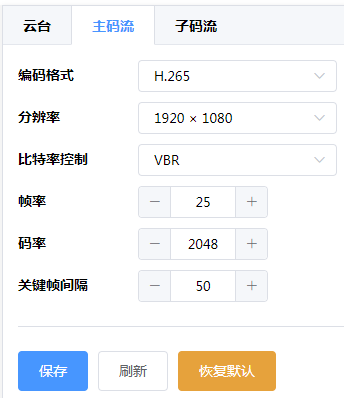 云台 主码流 子码流
编码格式 H.265
分辨率 1920 × 1080
比特率控制 VBR
帧率 − 25 +
码率 − 2048 +
关键帧间隔 − 50 +
保存 刷新 恢复默认